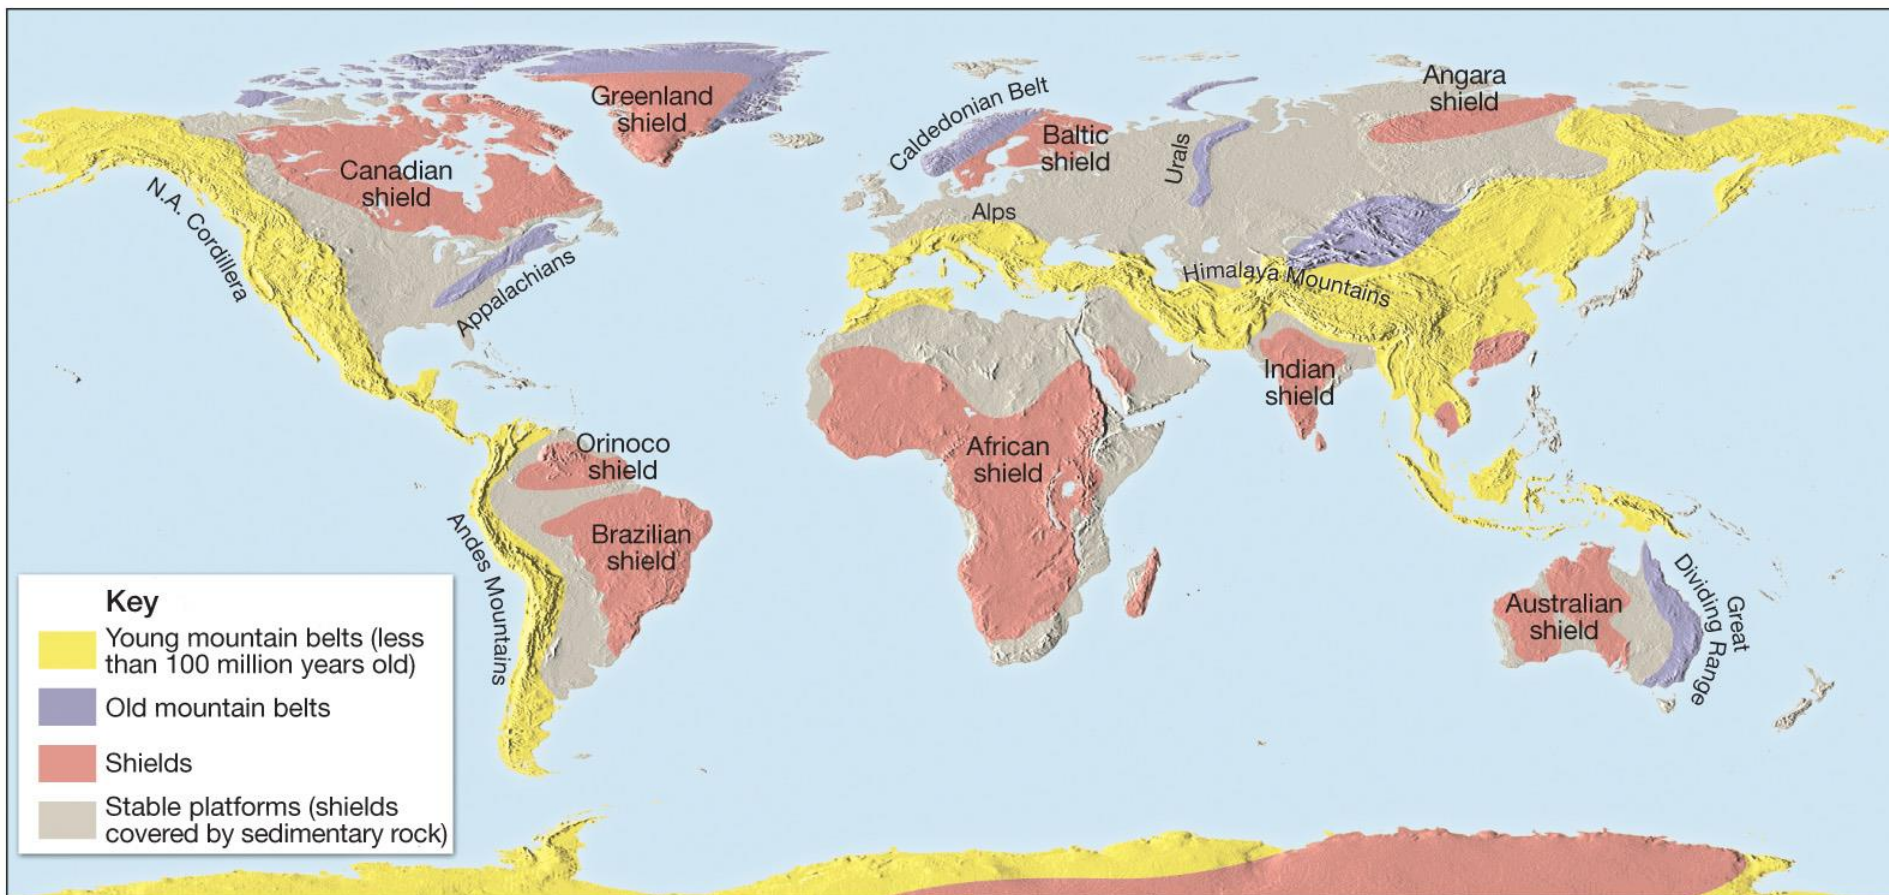 Greenland
shield
Caldedonian Belt
Baltic
shield
Urals
Angara
shield
Canadian
shield
N.A. Cordillera
Appalachians
Alps
Himalaya Mountains
Indian
shield
African
shield
Orinoco
shield
Brazilian
shield
Andes Mountains
Australian
shield
Great
Dividing Range
Key
Young mountain belts (less
than 100 million years old)
Old mountain belts
Shields
Stable platforms (shields
covered by sedimentary rock)